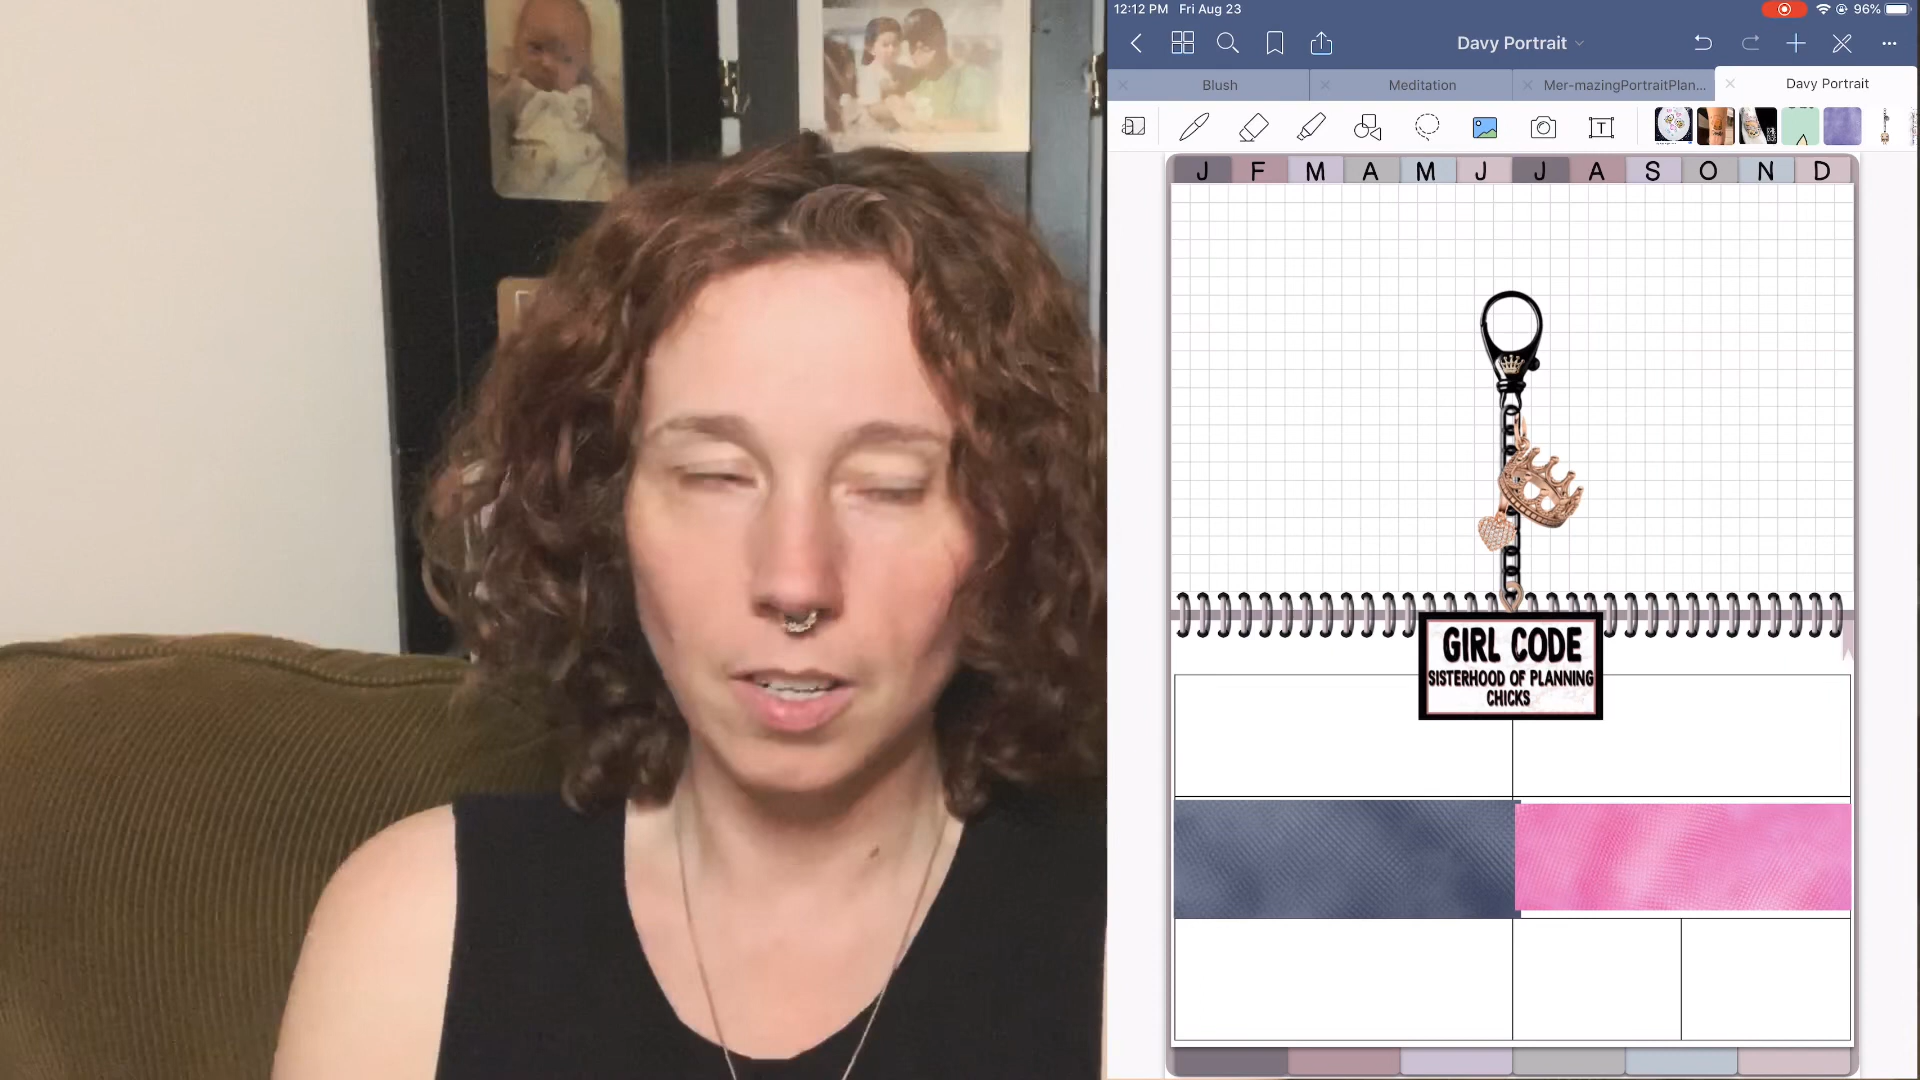 12:12 PM Fri Aug 23
96%
Davy Portrait
Blush
Meditation
Mer-mazingPortraitPlan...
Davy Portrait
T
J F M A M J J A S O N D
GIRL CODE
SISTERHOOD OF PLANNING
CHICKS